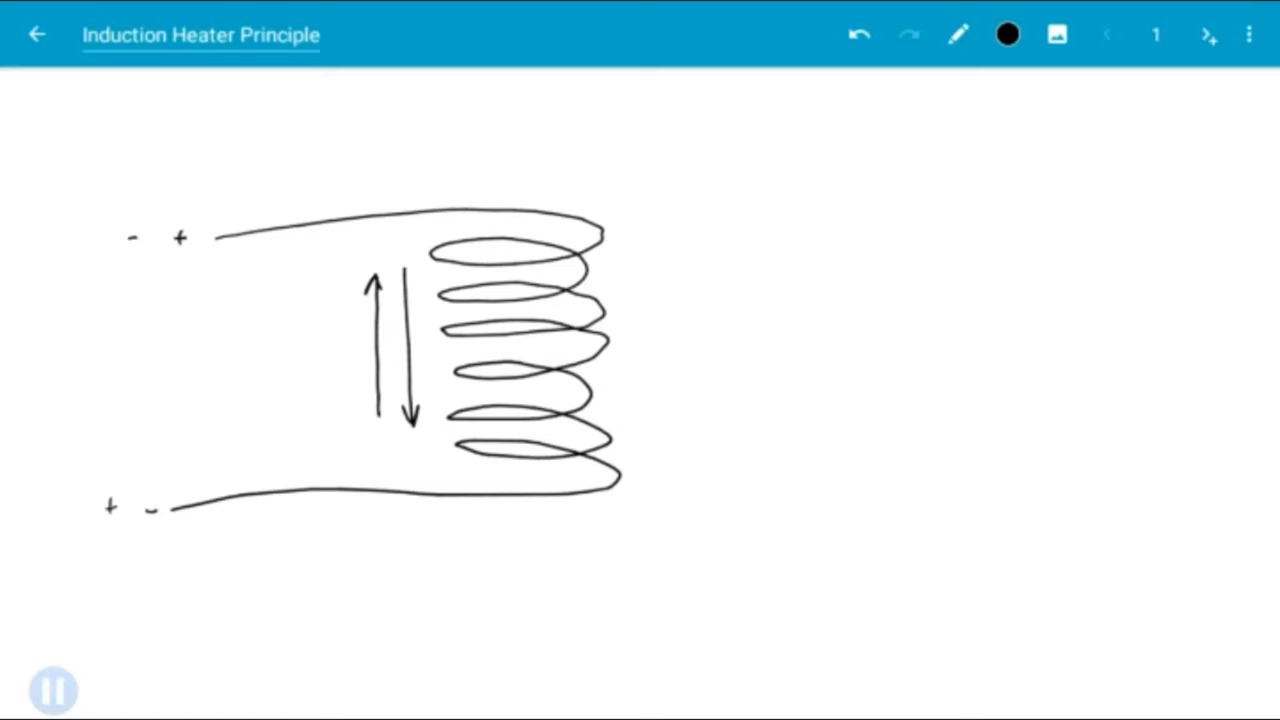 Induction Heater Principle
1
- +
+ -